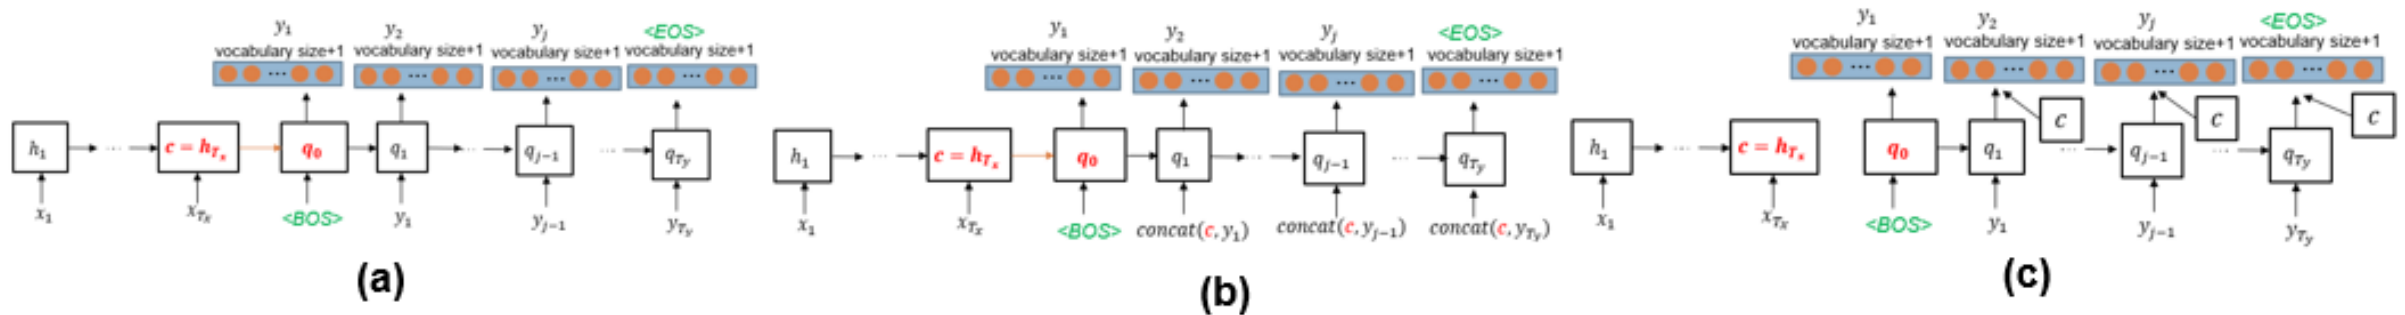 y₁ y₂ yⱼ <EOS>
vocabulary size+1 vocabulary size+1 vocabulary size+1 vocabulary size+1
... ... ... ...
h₁ ... c = h_{Tₓ} q₀ q₁ ... q_{j−1} ... q_{T_y}
x₁ x_{Tₓ} <BOS> y₁ y_{j−1} y_{T_y}
(a)
y₁ y₂ yⱼ <EOS>
vocabulary size+1 vocabulary size+1 vocabulary size+1 vocabulary size+1
... ... ... ...
h₁ ... c = h_{Tₓ} q₀ q₁ ... q_{j−1} ... q_{T_y}
x₁ x_{Tₓ} <BOS> concat(c, y₁) concat(c, y_{j−1}) concat(c, y_{T_y})
(b)
y₁ y₂ yⱼ <EOS>
vocabulary size+1 vocabulary size+1 vocabulary size+1 vocabulary size+1
... ... ... ...
c c c
h₁ ... c = h_{Tₓ} q₀ q₁ ... q_{j−1} ... q_{T_y}
x₁ x_{Tₓ} <BOS> y₁ y_{j−1} y_{T_y}
(c)